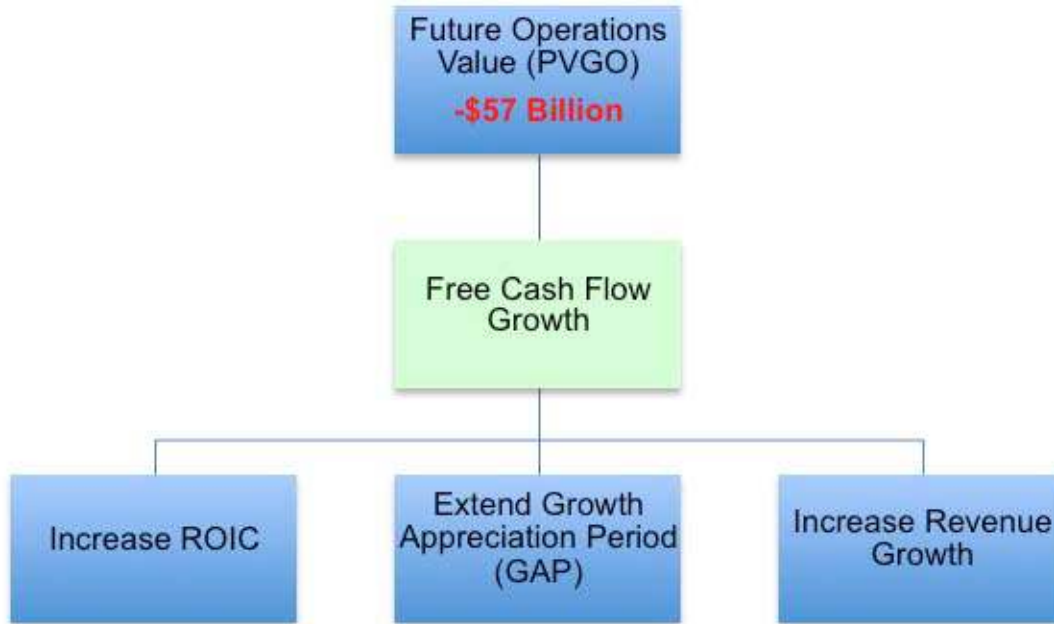 Future Operations
Value (PVGO)
-$57 Billion
Free Cash Flow
Growth
Increase ROIC
Extend Growth
Appreciation Period
(GAP)
Increase Revenue
Growth